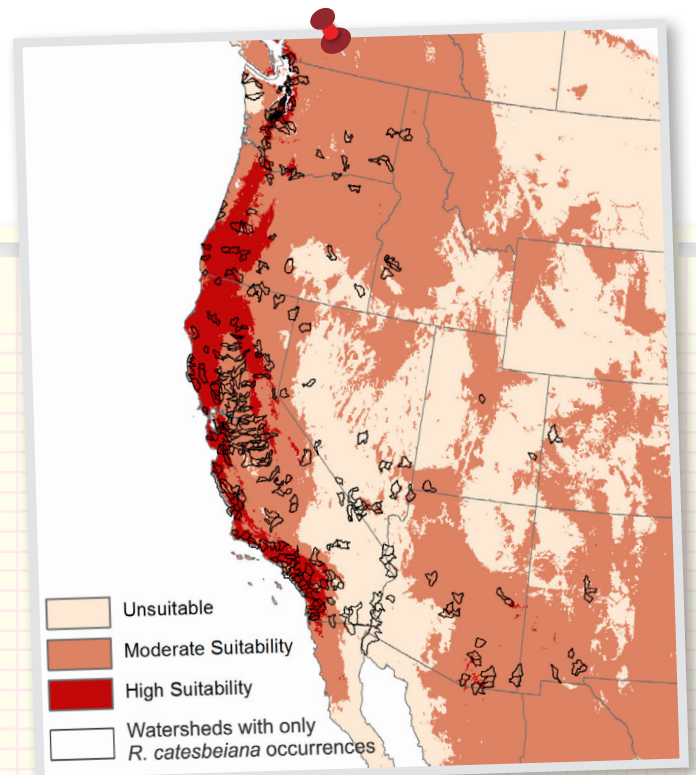 Unsuitable
Moderate Suitability
High Suitability
Watersheds with only
R. catesbeiana occurrences